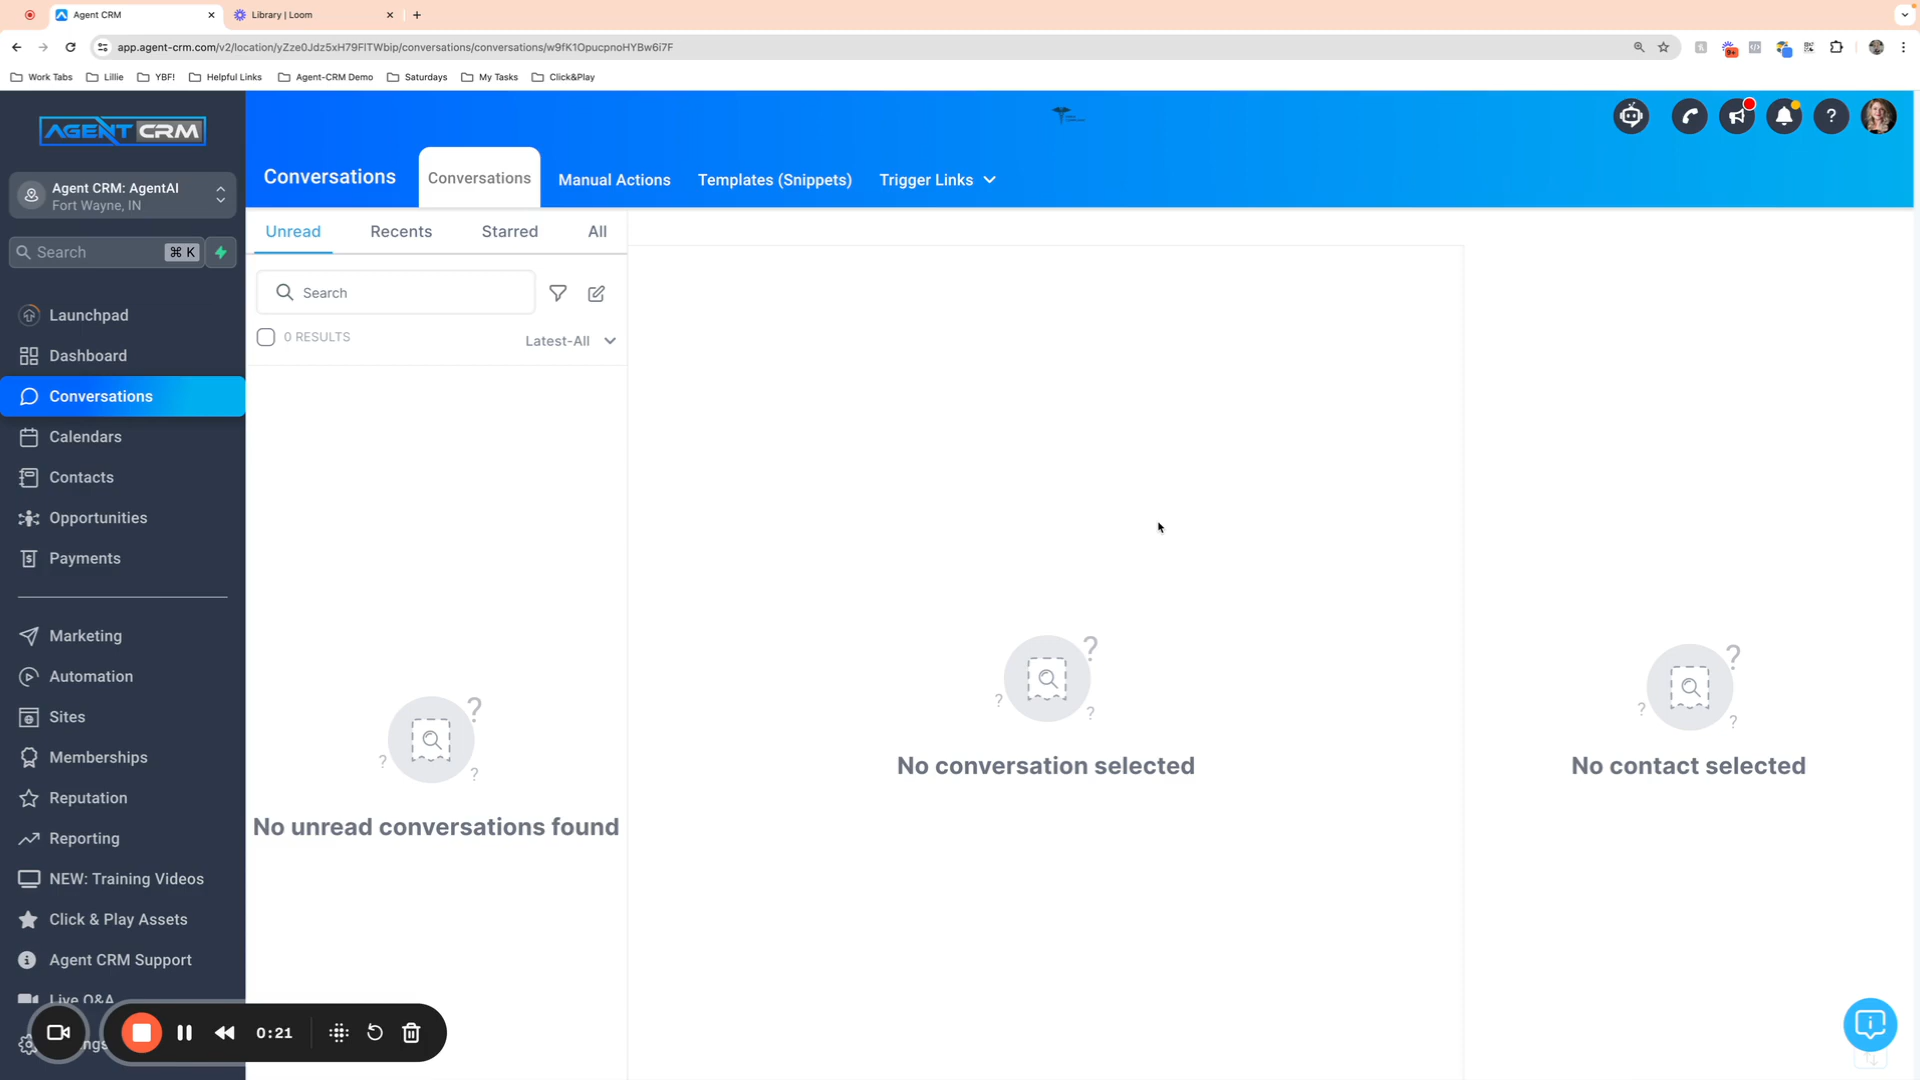 Agent CRM
Library | Loom
app.agent-crm.com/v2/location/yZze0Jdz5xH79FlTWbip/conversations/conversations/w9fK1OpucpnoHYBw6i7F
9+
Work Tabs
Lillie
YBF!
Helpful Links
Agent-CRM Demo
Saturdays
My Tasks
Click&Play
AGENT CRM
Agent CRM: AgentAI
Fort Wayne, IN
Search
⌘ K
Launchpad
Dashboard
Conversations
Calendars
Contacts
Opportunities
Payments
Marketing
Automation
Sites
Memberships
Reputation
Reporting
NEW: Training Videos
Click & Play Assets
Agent CRM Support
Live Q&A
0:21
Conversations
Conversations
Manual Actions
Templates (Snippets)
Trigger Links
?
Unread
Recents
Starred
All
Search
0 RESULTS
Latest-All
No unread conversations found
No conversation selected
No contact selected